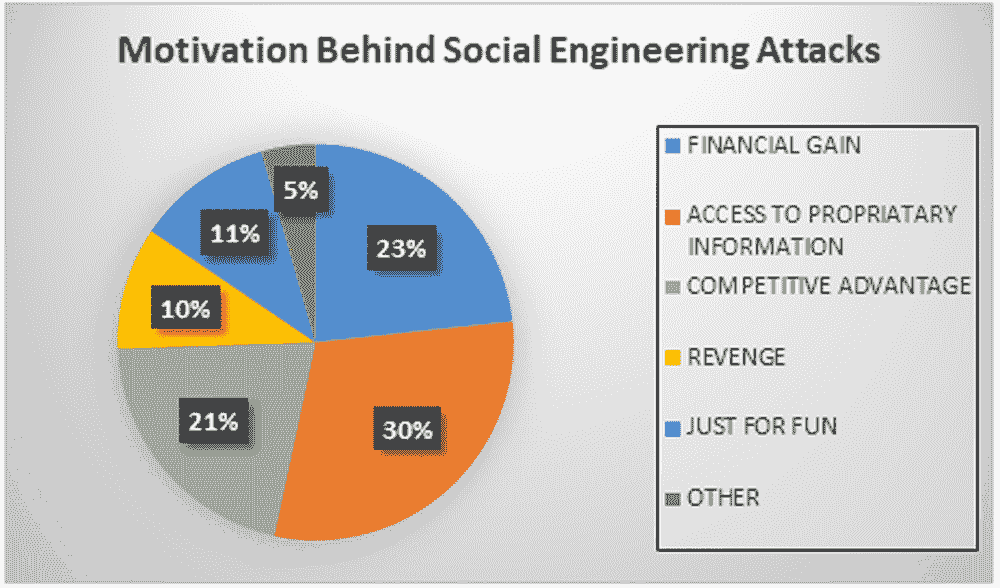 Motivation Behind Social Engineering Attacks
5%
11%
23%
10%
21%
30%
FINANCIAL GAIN
ACCESS TO PROPRIATARY
INFORMATION
COMPETITIVE ADVANTAGE
REVENGE
JUST FOR FUN
OTHER